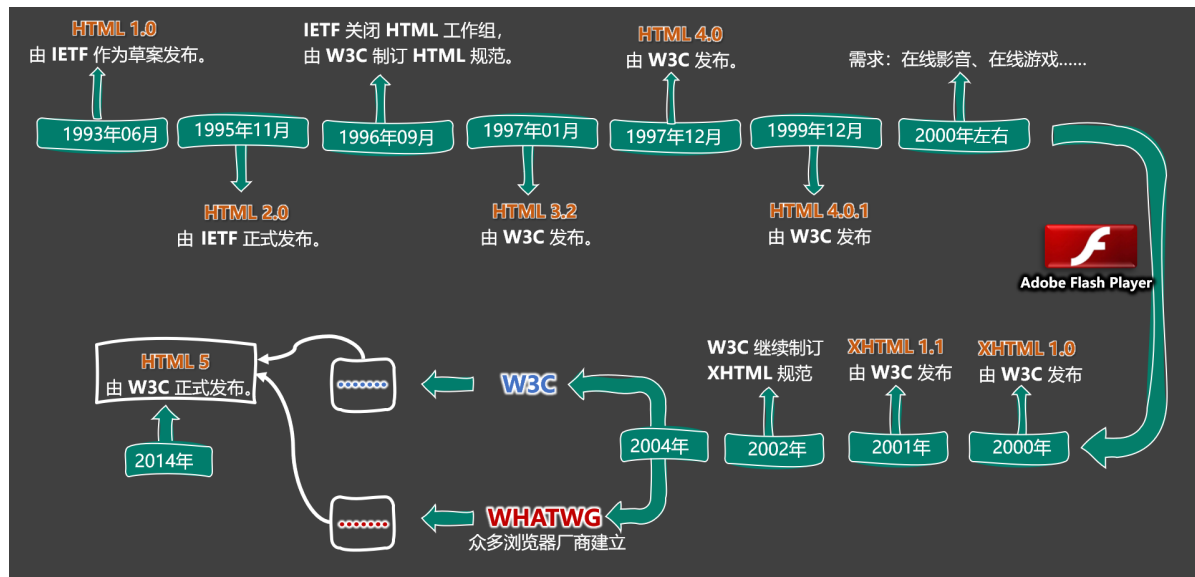 HTML 1.0
由 IETF 作为草案发布。
1993年06月
1995年11月
HTML 2.0
由 IETF 正式发布。
IETF 关闭 HTML 工作组，
由 W3C 制订 HTML 规范。
1996年09月
1997年01月
HTML 3.2
由 W3C 发布。
HTML 4.0
由 W3C 发布。
1997年12月
1999年12月
HTML 4.0.1
由 W3C 发布
需求：在线影音、在线游戏......
2000年左右
Adobe Flash Player
XHTML 1.0
由 W3C 发布
2000年
XHTML 1.1
由 W3C 发布
2001年
W3C 继续制订
XHTML 规范
2002年
2004年
W3C
WHATWG
众多浏览器厂商建立
HTML 5
由 W3C 正式发布。
2014年